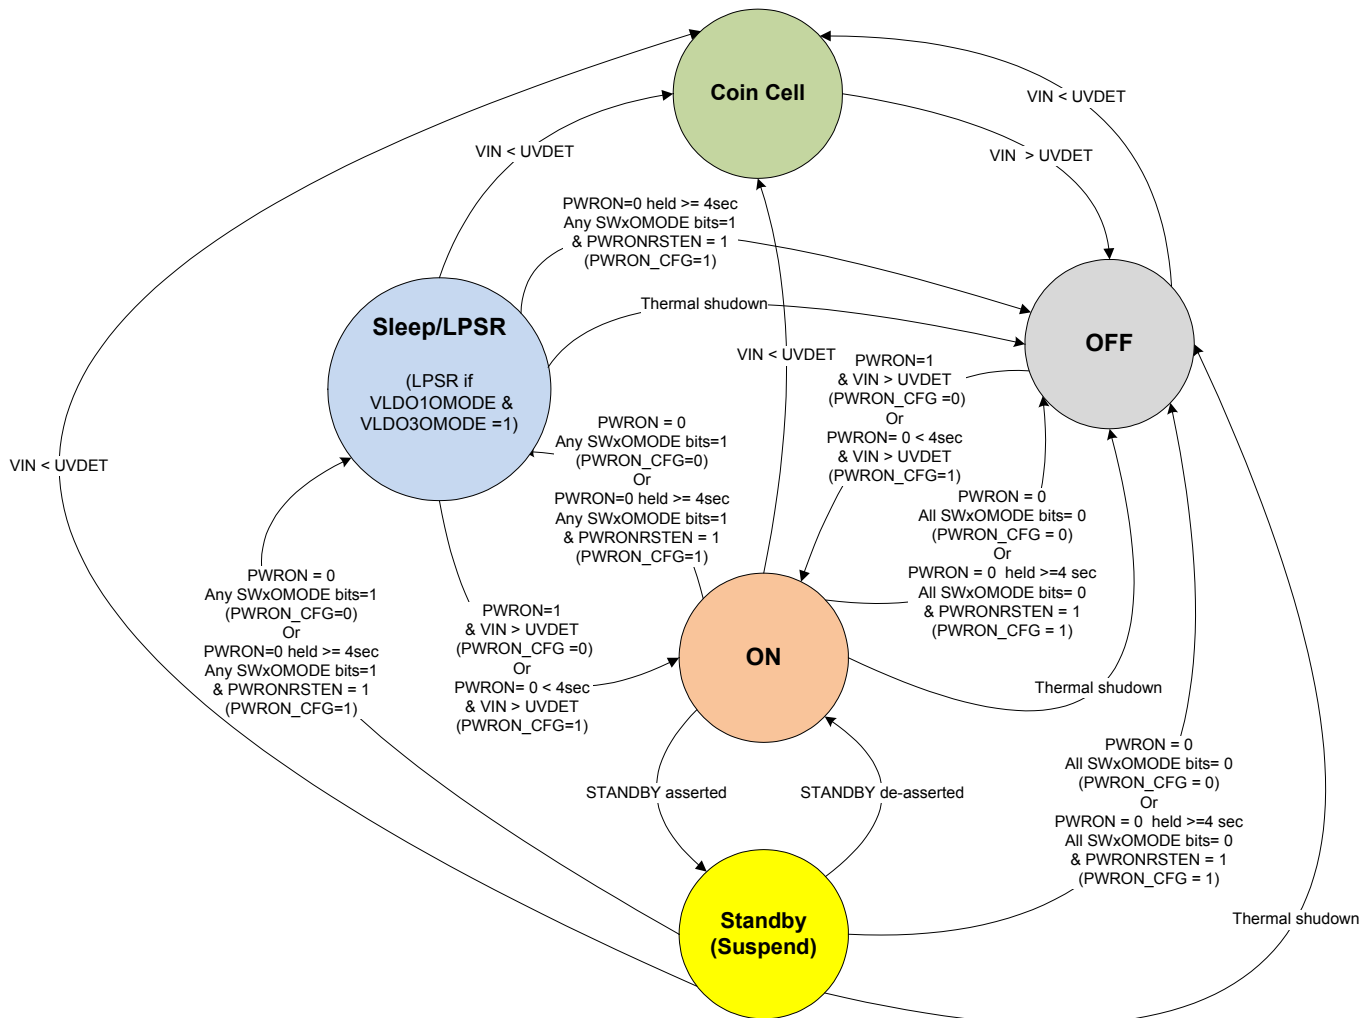 Coin Cell
VIN < UVDET
VIN < UVDET
VIN  > UVDET
PWRON=0 held >= 4sec
Any SWxOMODE bits=1
& PWRONRSTEN = 1
(PWRON_CFG=1)
Thermal shudown
Sleep/LPSR
(LPSR if
VLDO1OMODE &
VLDO3OMODE =1)
OFF
VIN < UVDET
PWRON=1
& VIN > UVDET
(PWRON_CFG =0)
Or
PWRON= 0 < 4sec
& VIN > UVDET
(PWRON_CFG=1)
PWRON = 0
Any SWxOMODE bits=1
(PWRON_CFG=0)
Or
PWRON=0 held >= 4sec
Any SWxOMODE bits=1
& PWRONRSTEN = 1
(PWRON_CFG=1)
VIN < UVDET
PWRON = 0
All SWxOMODE bits= 0
(PWRON_CFG = 0)
Or
PWRON = 0  held >=4 sec
All SWxOMODE bits= 0
& PWRONRSTEN = 1
(PWRON_CFG = 1)
PWRON = 0
Any SWxOMODE bits=1
(PWRON_CFG=0)
Or
PWRON=0 held >= 4sec
Any SWxOMODE bits=1
& PWRONRSTEN = 1
(PWRON_CFG=1)
PWRON=1
& VIN > UVDET
(PWRON_CFG =0)
Or
PWRON= 0 < 4sec
& VIN > UVDET
(PWRON_CFG=1)
ON
Thermal shudown
STANDBY asserted
STANDBY de-asserted
PWRON = 0
All SWxOMODE bits= 0
(PWRON_CFG = 0)
Or
PWRON = 0  held >=4 sec
All SWxOMODE bits= 0
& PWRONRSTEN = 1
(PWRON_CFG = 1)
Standby
(Suspend)
Thermal shudown